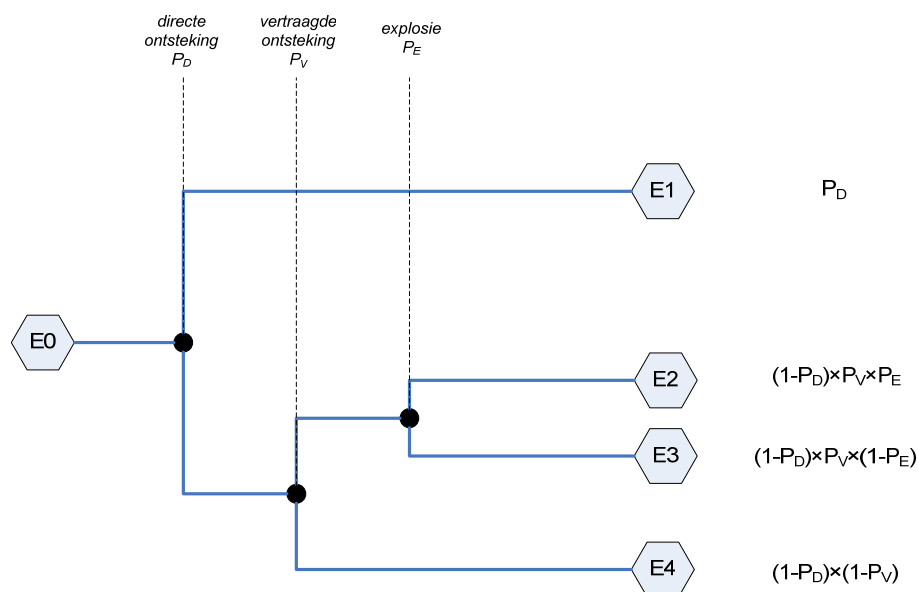 directe
ontsteking
P_D
vertraagde
ontsteking
P_V
explosie
P_E
E1
P_D
E0
E2
(1-P_D)×P_V×P_E
E3
(1-P_D)×P_V×(1-P_E)
E4
(1-P_D)×(1-P_V)